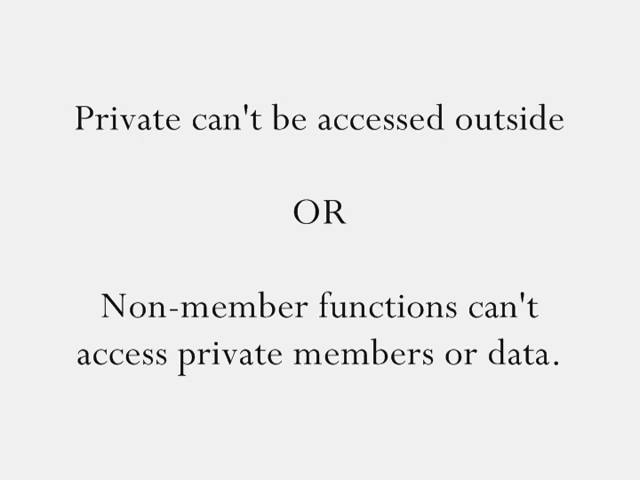 Private can't be accessed outside
OR
Non-member functions can't
access private members or data.